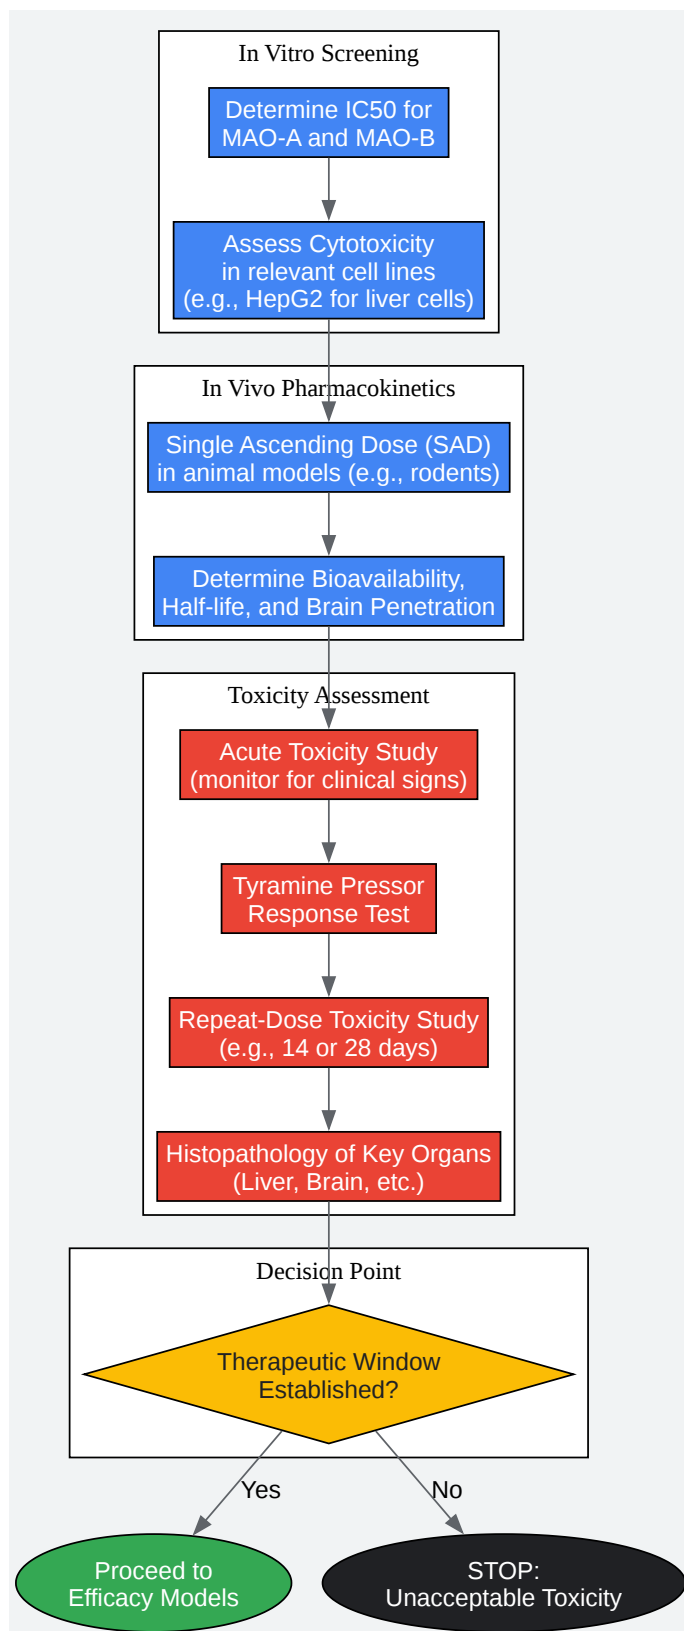 In Vitro Screening
Determine IC50 for
MAO-A and MAO-B
Assess Cytotoxicity
in relevant cell lines
(e.g., HepG2 for liver cells)
In Vivo Pharmacokinetics
Single Ascending Dose (SAD)
in animal models (e.g., rodents)
Determine Bioavailability,
Half-life, and Brain Penetration
Toxicity Assessment
Acute Toxicity Study
(monitor for clinical signs)
Tyramine Pressor
Response Test
Repeat-Dose Toxicity Study
(e.g., 14 or 28 days)
Histopathology of Key Organs
(Liver, Brain, etc.)
Decision Point
Therapeutic Window
Established?
Yes
No
Proceed to
Efficacy Models
STOP:
Unacceptable Toxicity